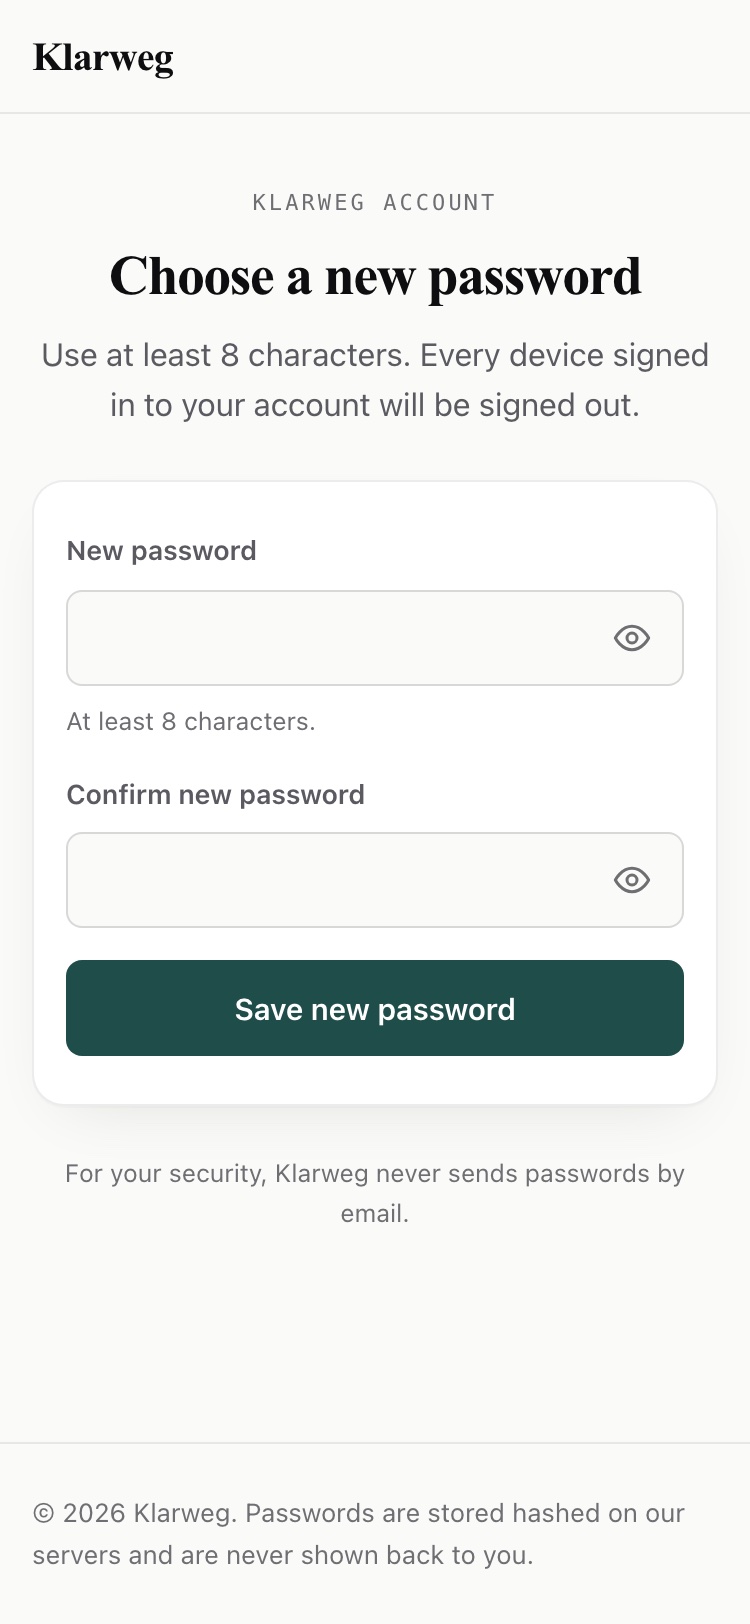 Klarweg
KLARWEG ACCOUNT
Choose a new password
Use at least 8 characters. Every device signed
in to your account will be signed out.
New password
At least 8 characters.
Confirm new password
Save new password
For your security, Klarweg never sends passwords by
email.
© 2026 Klarweg. Passwords are stored hashed on our
servers and are never shown back to you.